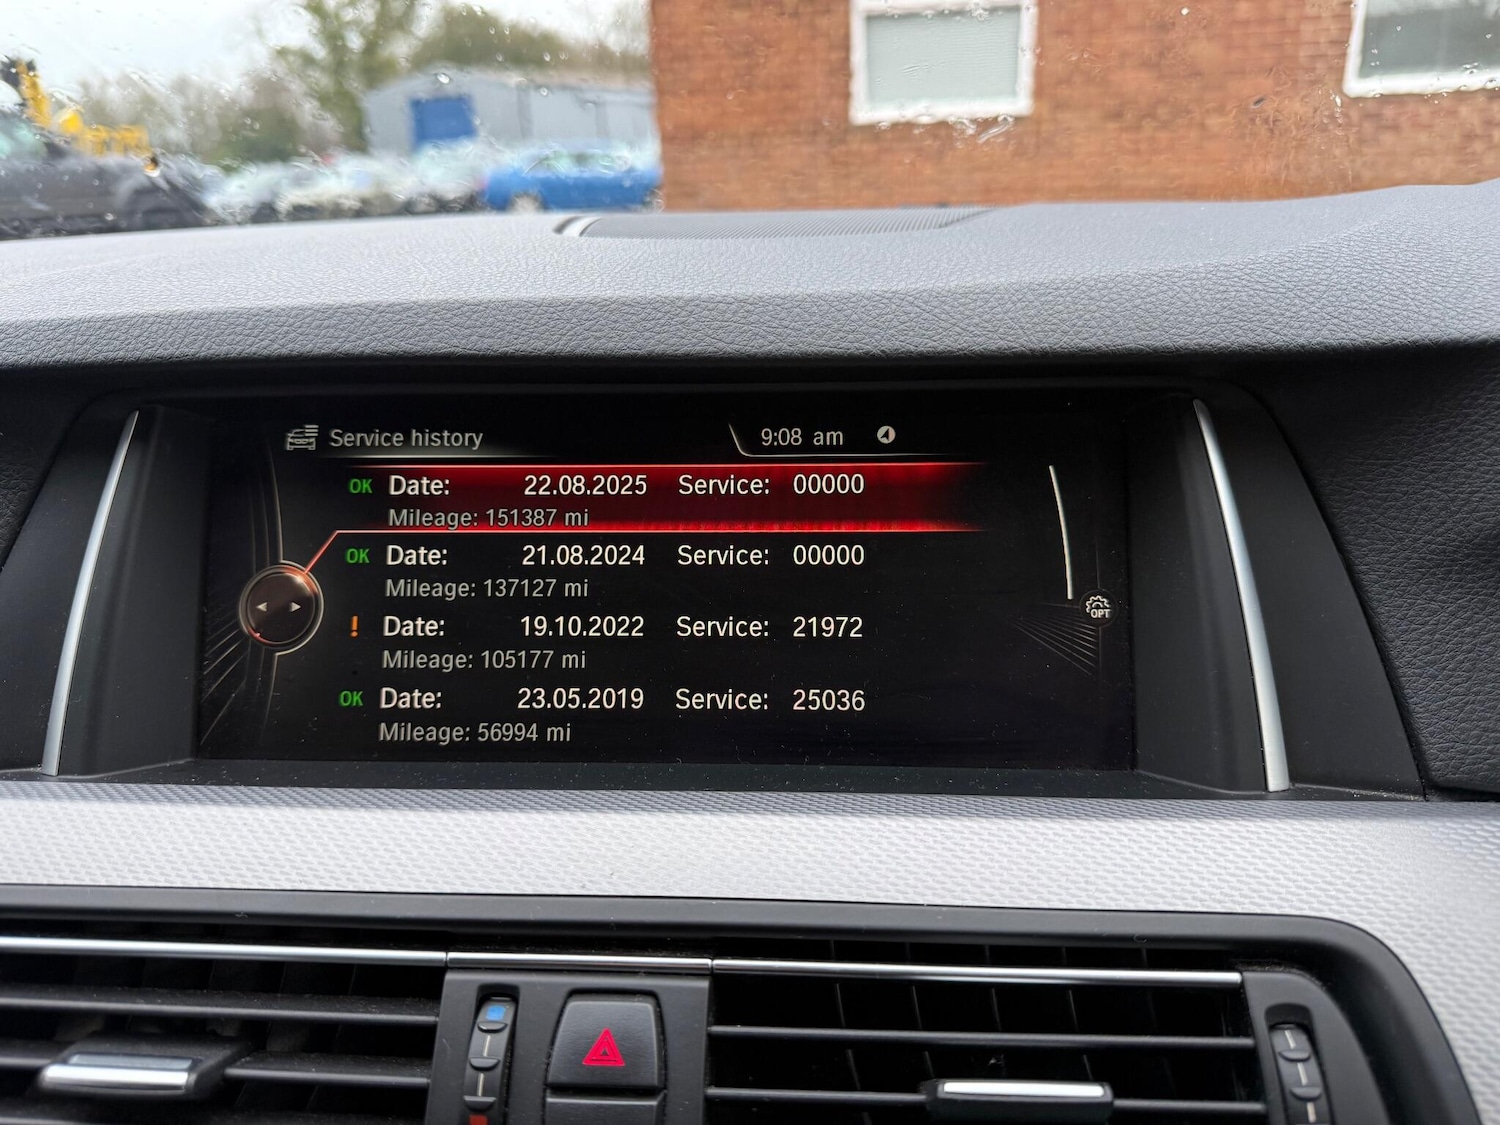 Service history 9:08 am
OK Date: 22.08.2025 Service: 00000
Mileage: 151387 mi
OK Date: 21.08.2024 Service: 00000
Mileage: 137127 mi
! Date: 19.10.2022 Service: 21972
Mileage: 105177 mi
OPT
OK Date: 23.05.2019 Service: 25036
Mileage: 56994 mi